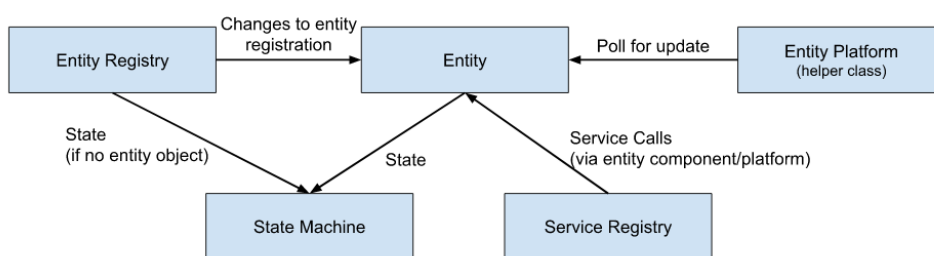 Changes to entity
registration
Entity Registry
Entity
Poll for update
Entity Platform
(helper class)
State
(if no entity object)
State
Service Calls
(via entity component/platform)
State Machine
Service Registry